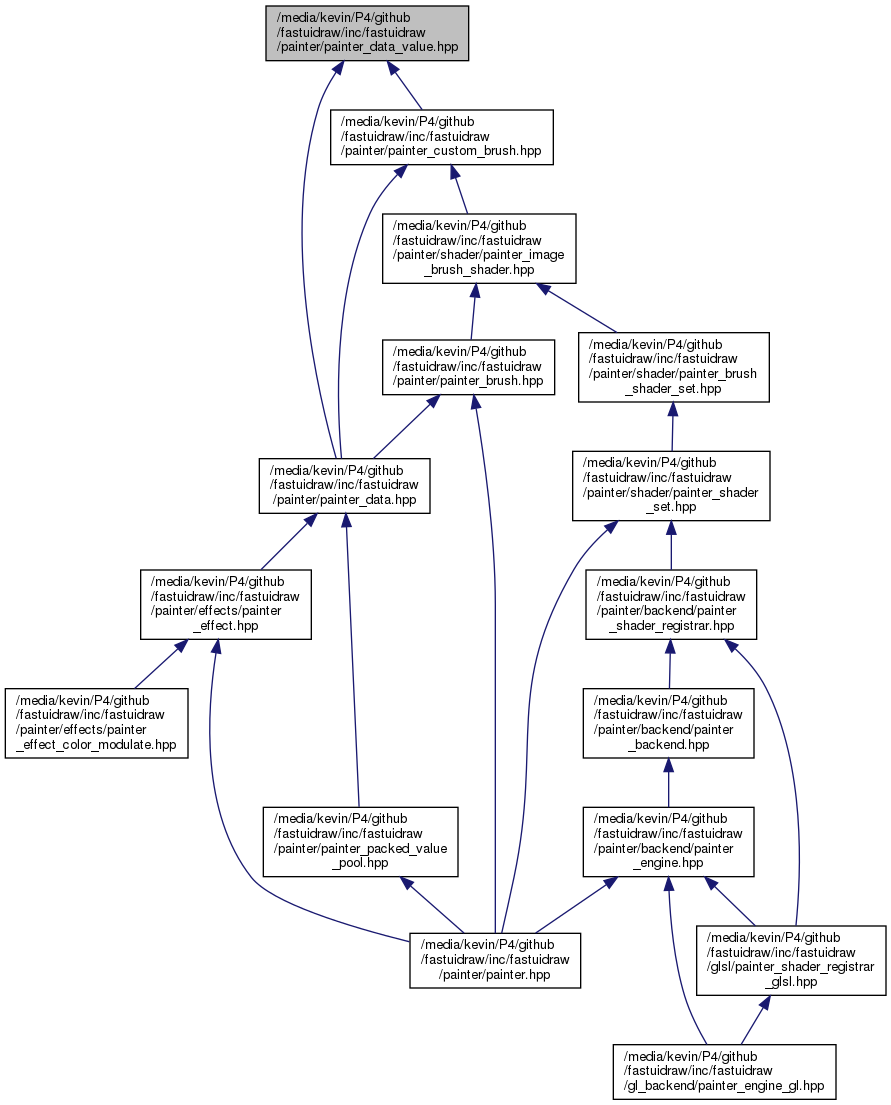 /media/kevin/P4/github
/fastuidraw/inc/fastuidraw
/painter/painter_data_value.hpp
/media/kevin/P4/github
/fastuidraw/inc/fastuidraw
/painter/painter_custom_brush.hpp
/media/kevin/P4/github
/fastuidraw/inc/fastuidraw
/painter/shader/painter_image
_brush_shader.hpp
/media/kevin/P4/github
/fastuidraw/inc/fastuidraw
/painter/painter_brush.hpp
/media/kevin/P4/github
/fastuidraw/inc/fastuidraw
/painter/shader/painter_brush
_shader_set.hpp
/media/kevin/P4/github
/fastuidraw/inc/fastuidraw
/painter/painter_data.hpp
/media/kevin/P4/github
/fastuidraw/inc/fastuidraw
/painter/shader/painter_shader
_set.hpp
/media/kevin/P4/github
/fastuidraw/inc/fastuidraw
/painter/effects/painter
_effect.hpp
/media/kevin/P4/github
/fastuidraw/inc/fastuidraw
/painter/backend/painter
_shader_registrar.hpp
/media/kevin/P4/github
/fastuidraw/inc/fastuidraw
/painter/effects/painter
_effect_color_modulate.hpp
/media/kevin/P4/github
/fastuidraw/inc/fastuidraw
/painter/backend/painter
_backend.hpp
/media/kevin/P4/github
/fastuidraw/inc/fastuidraw
/painter/painter_packed_value
_pool.hpp
/media/kevin/P4/github
/fastuidraw/inc/fastuidraw
/painter/backend/painter
_engine.hpp
/media/kevin/P4/github
/fastuidraw/inc/fastuidraw
/painter/painter.hpp
/media/kevin/P4/github
/fastuidraw/inc/fastuidraw
/glsl/painter_shader_registrar
_glsl.hpp
/media/kevin/P4/github
/fastuidraw/inc/fastuidraw
/gl_backend/painter_engine_gl.hpp